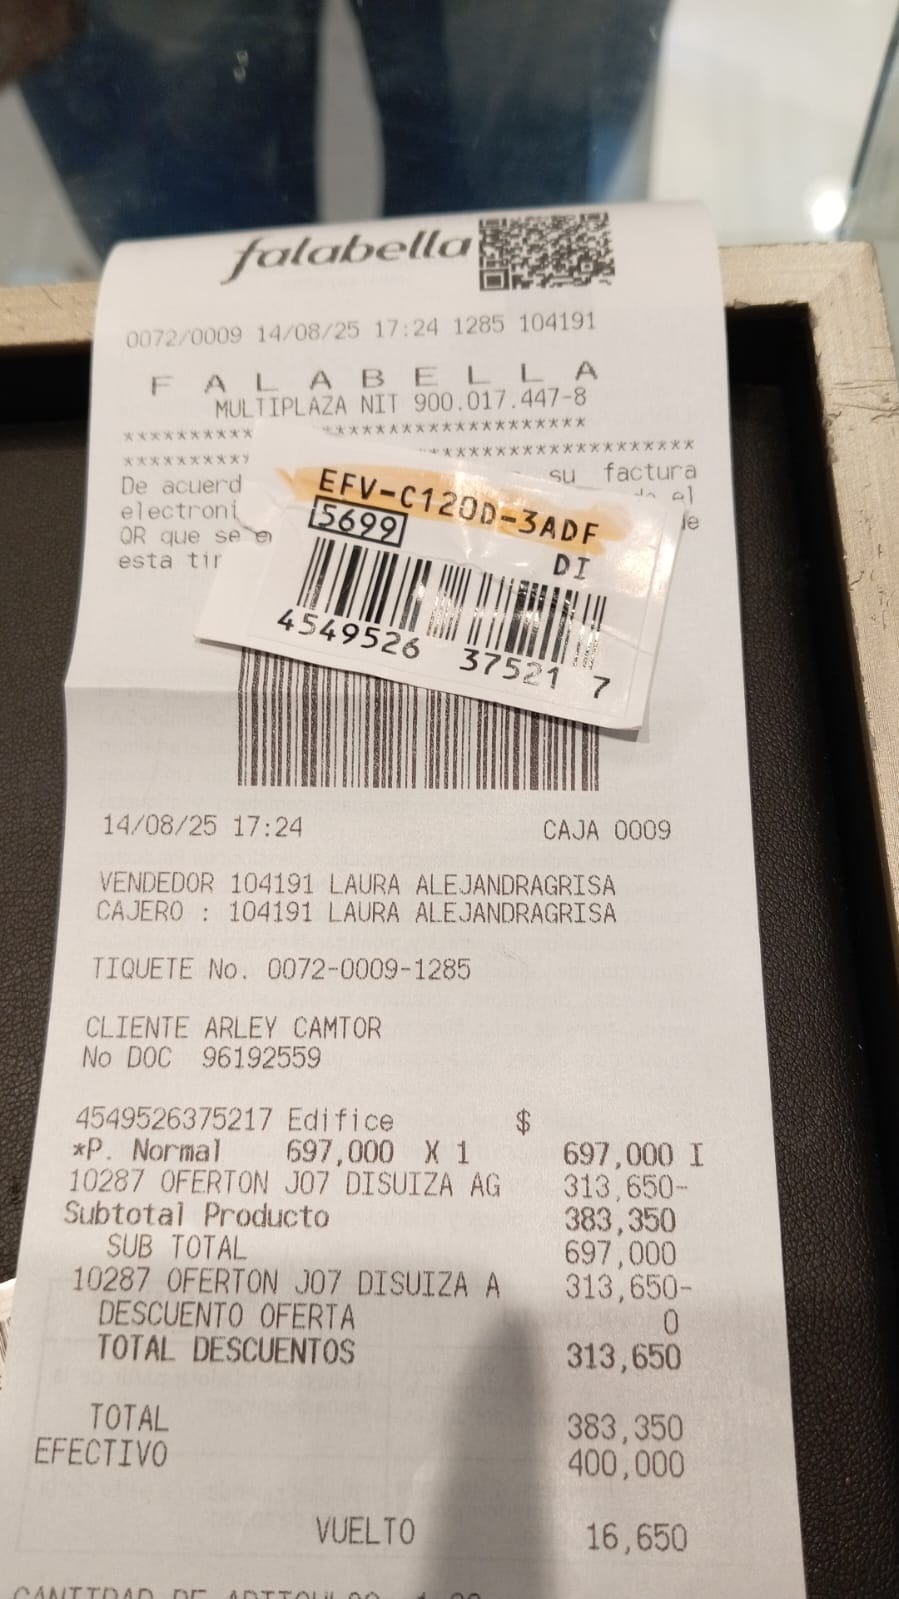 falabella
0072/0009 14/08/25 17:24 1285 104191
F A L A B E L L A
MULTIPLAZA NIT 900.017.447-8
**********************************
De acuerd su factura
electroni el
QR que se
esta tir
EFV-C120D-3ADF
5699
DI
4549526 37521 7
14/08/25 17:24 CAJA 0009
VENDEDOR 104191 LAURA ALEJANDRAGRISA
CAJERO : 104191 LAURA ALEJANDRAGRISA
TIQUETE No. 0072-0009-1285
CLIENTE ARLEY CAMTOR
No DOC 96192559
4549526375217 Edifice $
*P. Normal 697,000 X 1 697,000 I
10287 OFERTON J07 DISUIZA AG 313,650-
Subtotal Producto 383,350
SUB TOTAL 697,000
10287 OFERTON J07 DISUIZA A 313,650-
DESCUENTO OFERTA 0
TOTAL DESCUENTOS 313,650
TOTAL 383,350
EFECTIVO 400,000
VUELTO 16,650
CANTIDAD DE ARTICULOS